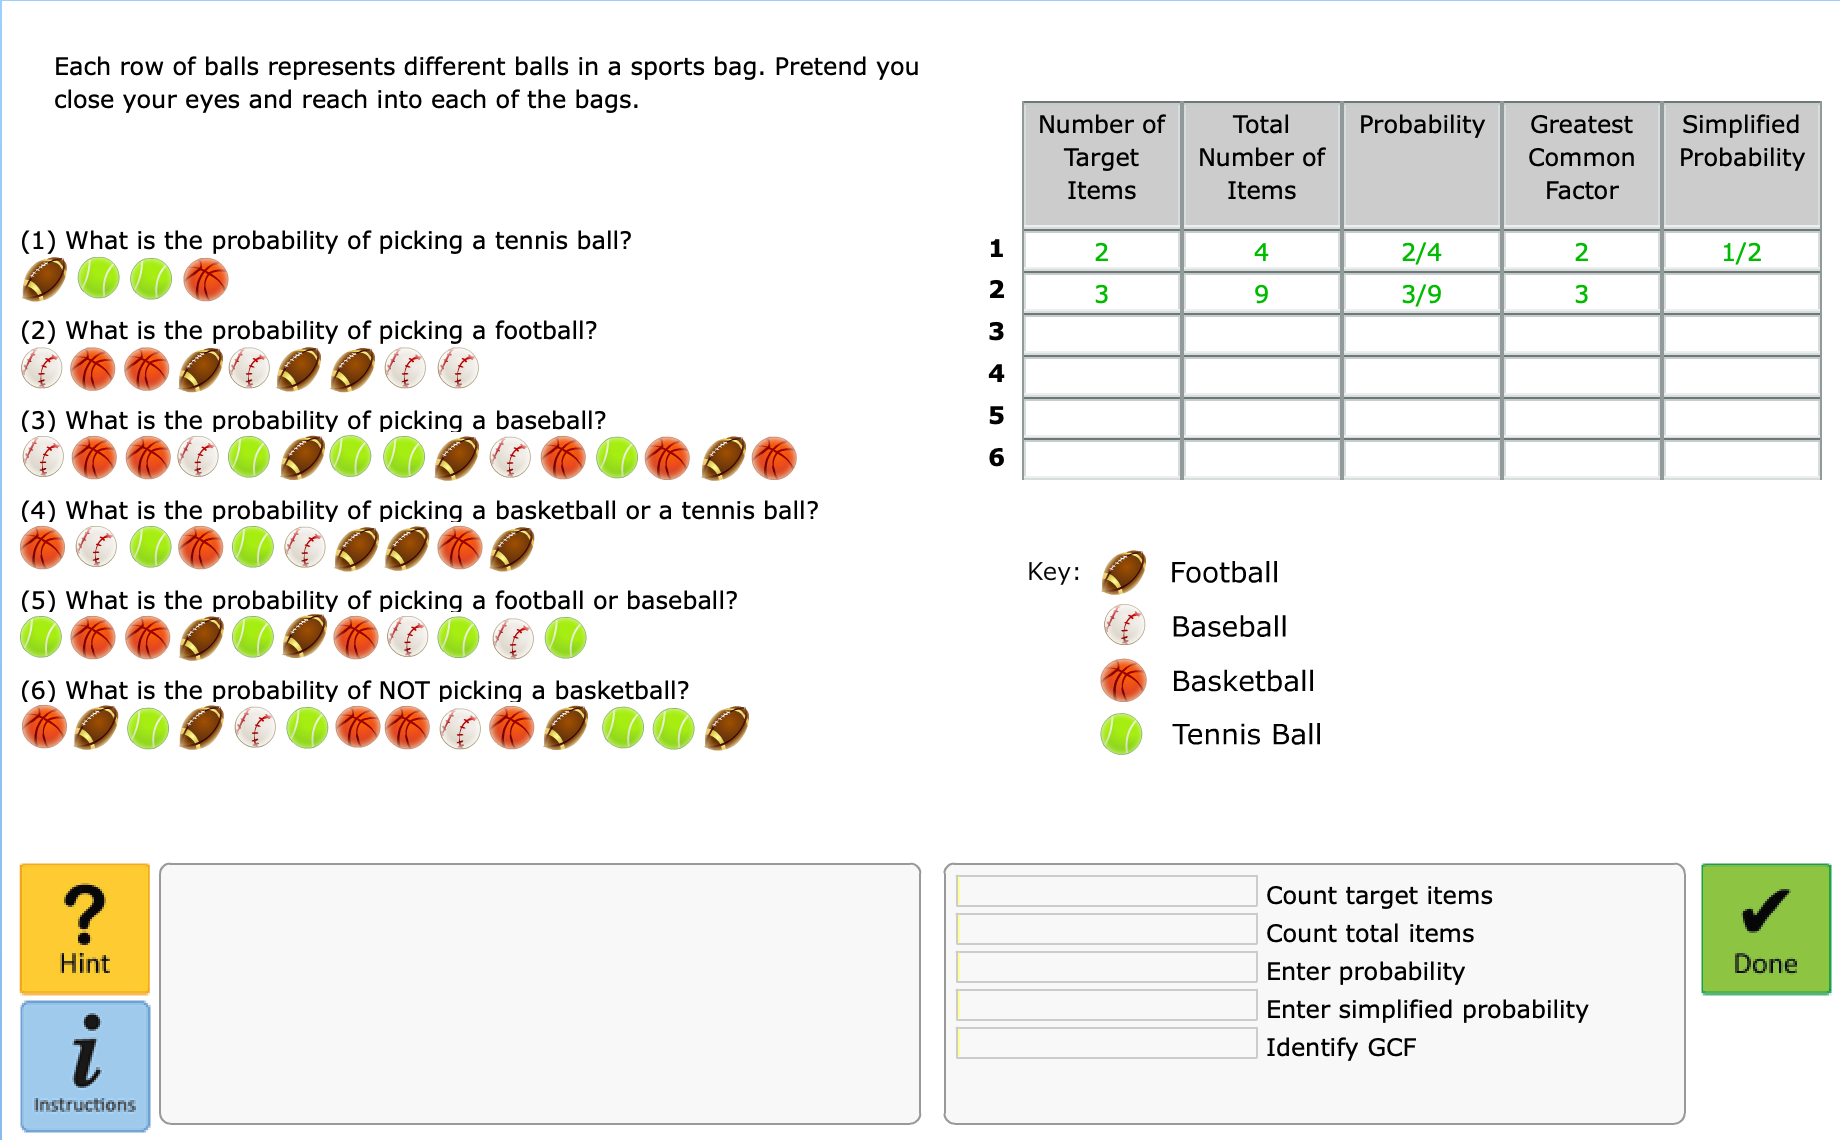 Each row of balls represents different balls in a sports bag. Pretend you
close your eyes and reach into each of the bags.
(1) What is the probability of picking a tennis ball?
(2) What is the probability of picking a football?
(3) What is the probability of picking a baseball?
(4) What is the probability of picking a basketball or a tennis ball?
(5) What is the probability of picking a football or baseball?
(6) What is the probability of NOT picking a basketball?
Number of Target Items Total Number of Items Probability Greatest Common Factor Simplified Probability
1 2 4 2/4 2 1/2
2 3 9 3/9 3
3
4
5
6
Key: Football
Baseball
Basketball
Tennis Ball
? Hint
i Instructions
Count target items
Count total items
Enter probability
Enter simplified probability
Identify GCF
Done